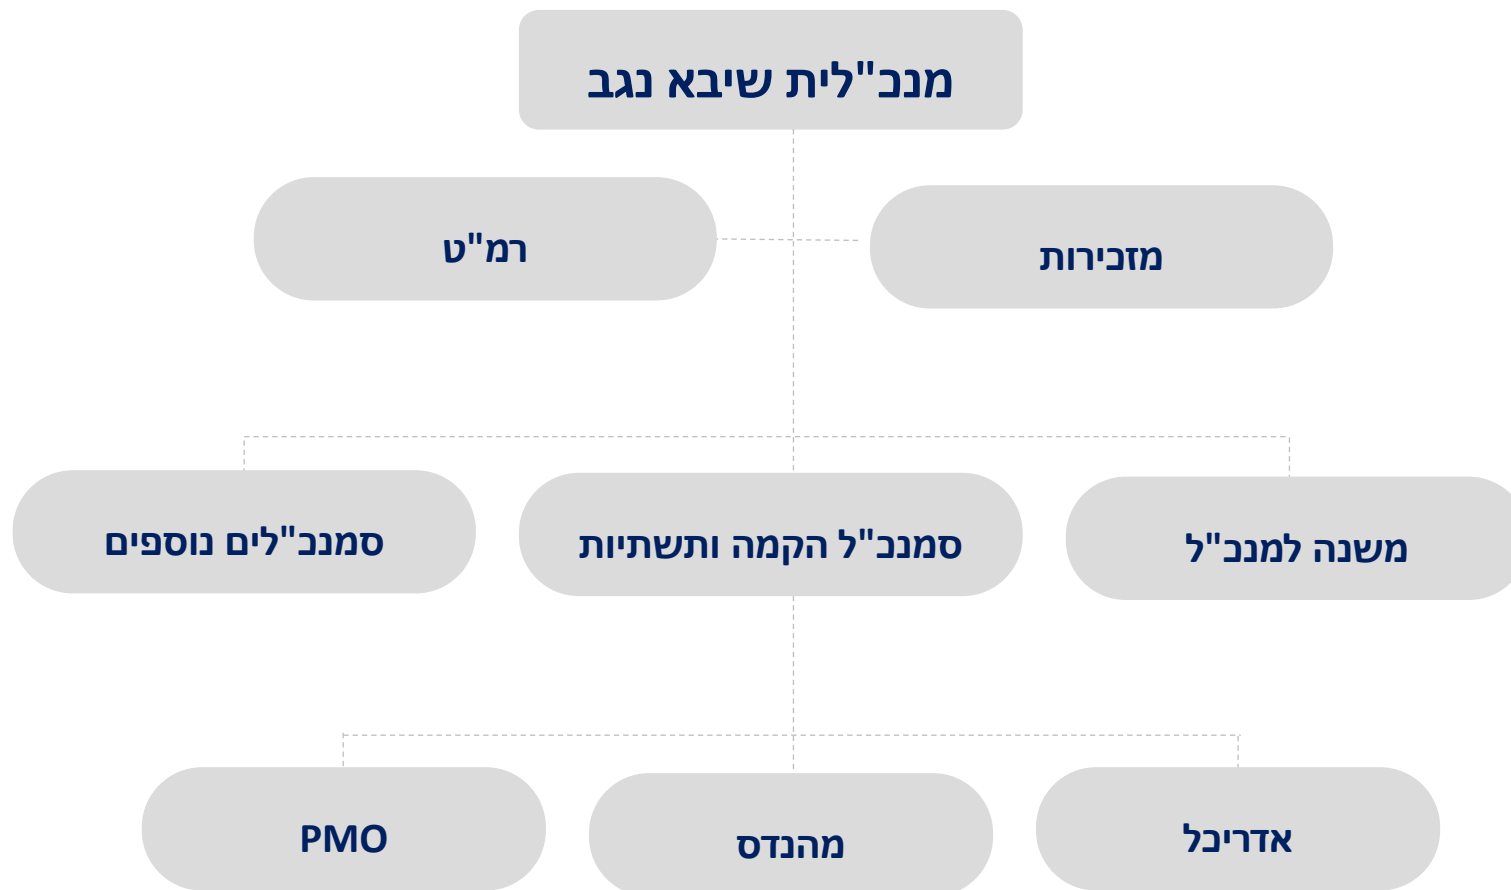 מנכ"לית שיבא נגב
מזכירות
רמ"ט
משנה למנכ"ל
סמנכ"ל הקמה ותשתיות
סמנכ"לים נוספים
אדריכל
מהנדס
PMO